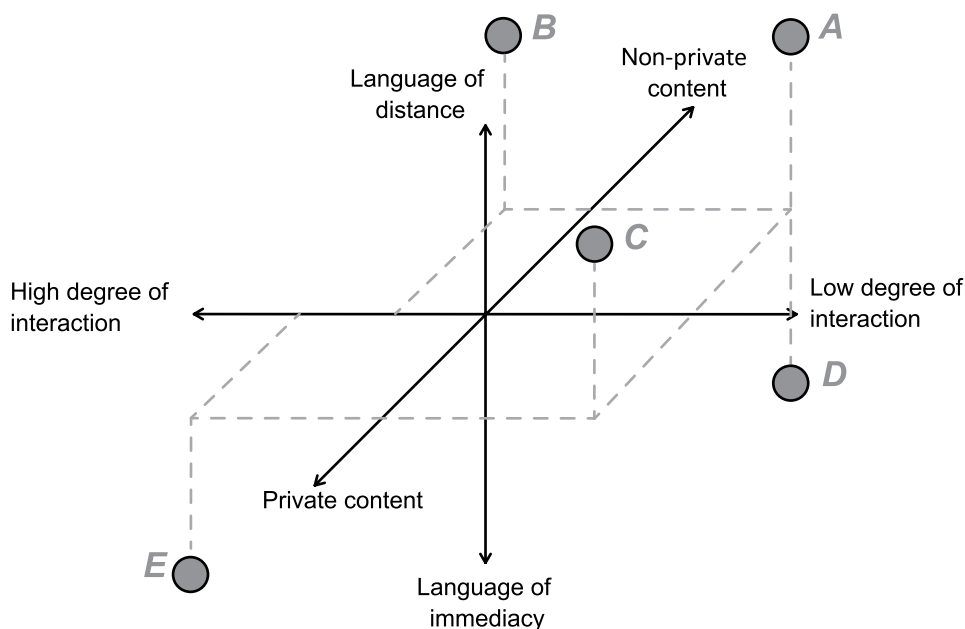 B
A
Non-private
content
Language of
distance
C
High degree of
interaction
Low degree of
interaction
D
Private content
E
Language of
immediacy